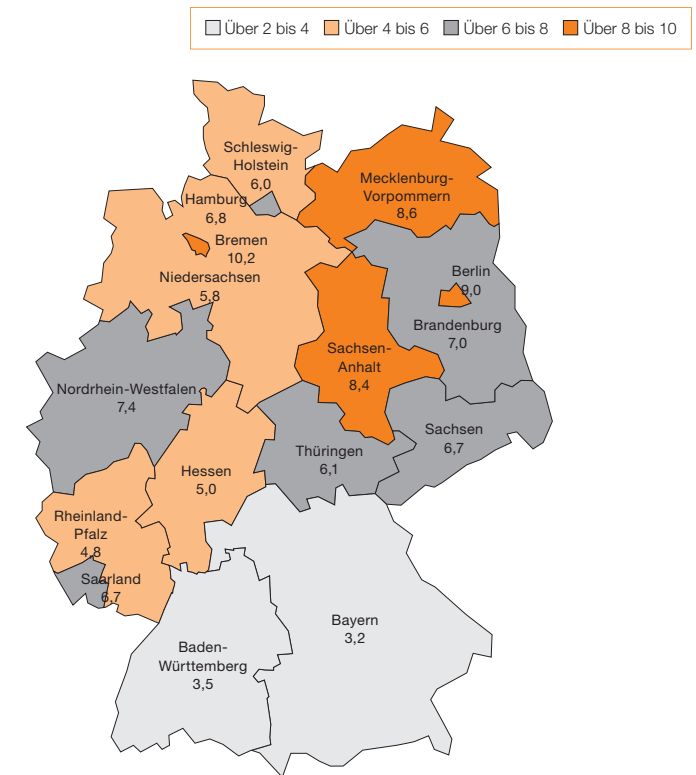 Über 2 bis 4 Über 4 bis 6 Über 6 bis 8 Über 8 bis 10
Schleswig-
Holstein
6,0
Mecklenburg-
Vorpommern
8,6
Hamburg
6,8
Bremen
10,2
Niedersachsen
5,8
Berlin
9,0
Brandenburg
7,0
Sachsen-
Anhalt
8,4
Nordrhein-Westfalen
7,4
Sachsen
6,7
Thüringen
6,1
Hessen
5,0
Rheinland-
Pfalz
4,8
Saarland
6,7
Bayern
3,2
Baden-
Württemberg
3,5